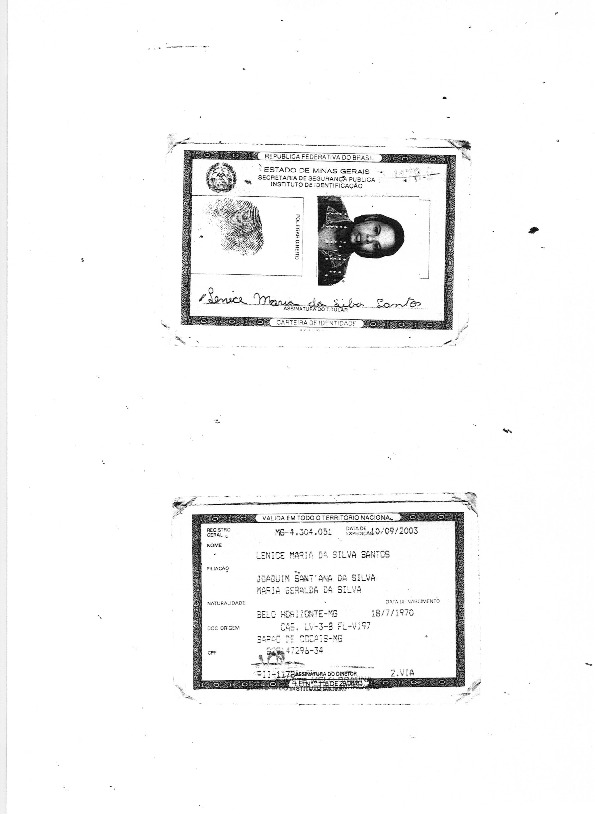 REPÚBLICA FEDERATIVA DO BRASIL
ESTADO DE MINAS GERAIS
SECRETARIA DE SEGURANÇA PÚBLICA
INSTITUTO DE IDENTIFICAÇÃO
POLEGAR DIREITO
Lenice Maria da Silva Santos
ASSINATURA DO TITULAR
CARTEIRA DE IDENTIDADE
VÁLIDA EM TODO O TERRITÓRIO NACIONAL
REGISTRO GERAL MG-4.304.051 DATA DE EXPEDIÇÃO 10/09/2003
NOME
LENICE MARIA DA SILVA SANTOS
FILIAÇÃO
JOAQUIM SANT'ANA DA SILVA
MARIA GERALDA DA SILVA
NATURALIDADE DATA DE NASCIMENTO
BELO HORIZONTE-MG 18/7/1970
DOC ORIGEM CAS. LV-3-B FL-V197
BARAO DE COCAIS-MG
CPF 47296-34
ASSINATURA DO DIRETOR 2.VIA